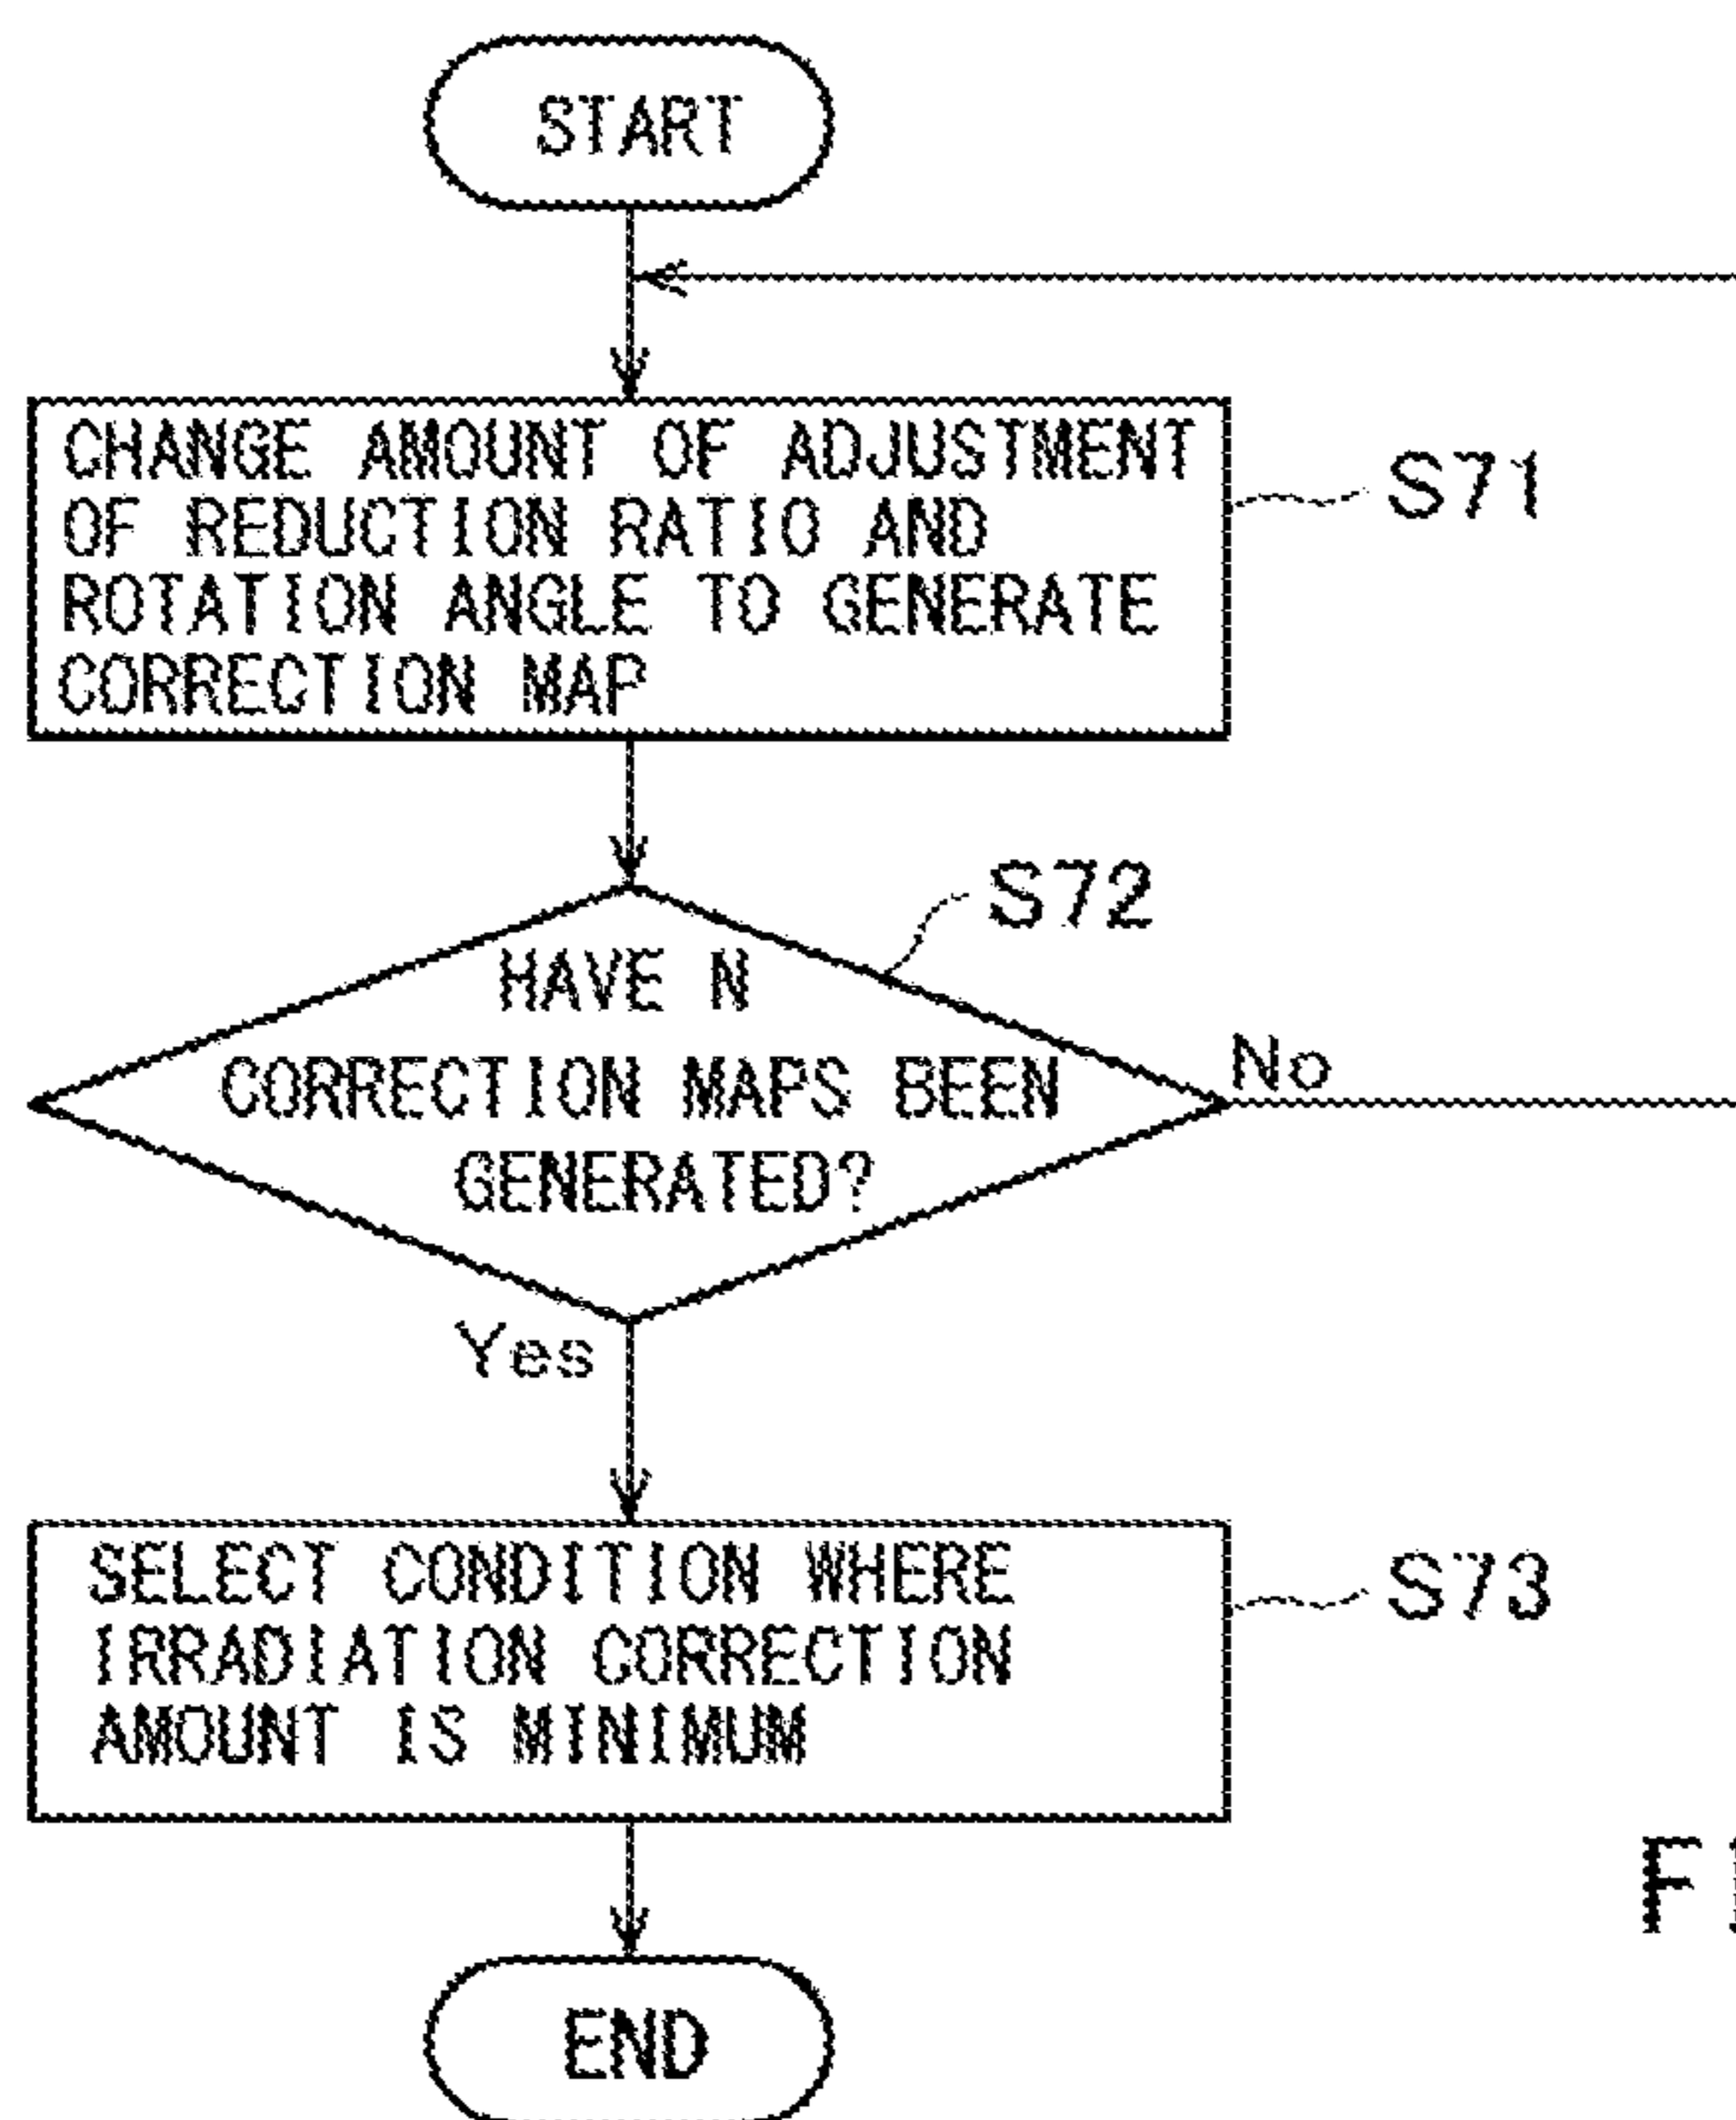 START
CHANGE AMOUNT OF ADJUSTMENT
OF REDUCTION RATIO AND
ROTATION ANGLE TO GENERATE
CORRECTION MAP
S71
S72
HAVE N
CORRECTION MAPS BEEN
GENERATED?
No
Yes
SELECT CONDITION WHERE
IRRADIATION CORRECTION
AMOUNT IS MINIMUM
S73
END